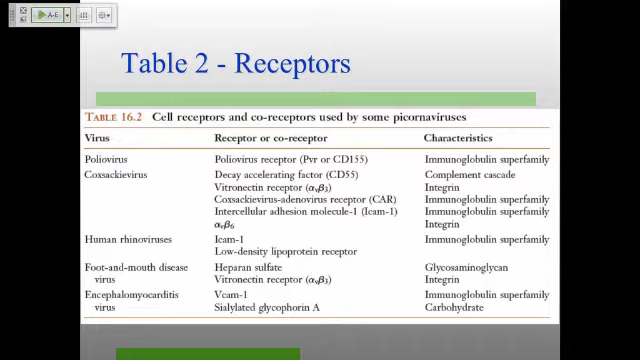 A-E
Table 2 - Receptors
TABLE 16.2 Cell receptors and co-receptors used by some picornaviruses
Virus Receptor or co-receptor Characteristics
Poliovirus Poliovirus receptor (Pvr or CD155) Immunoglobulin superfamily
Coxsackievirus Decay accelerating factor (CD55) Complement cascade
Vitronectin receptor (αvβ3) Integrin
Coxsackievirus-adenovirus receptor (CAR) Immunoglobulin superfamily
Intercellular adhesion molecule-1 (Icam-1) Immunoglobulin superfamily
αvβ6 Integrin
Human rhinoviruses Icam-1 Immunoglobulin superfamily
Low-density lipoprotein receptor
Foot-and-mouth disease Heparan sulfate Glycosaminoglycan
virus Vitronectin receptor (αvβ3) Integrin
Encephalomyocarditis Vcam-1 Immunoglobulin superfamily
virus Sialylated glycophorin A Carbohydrate